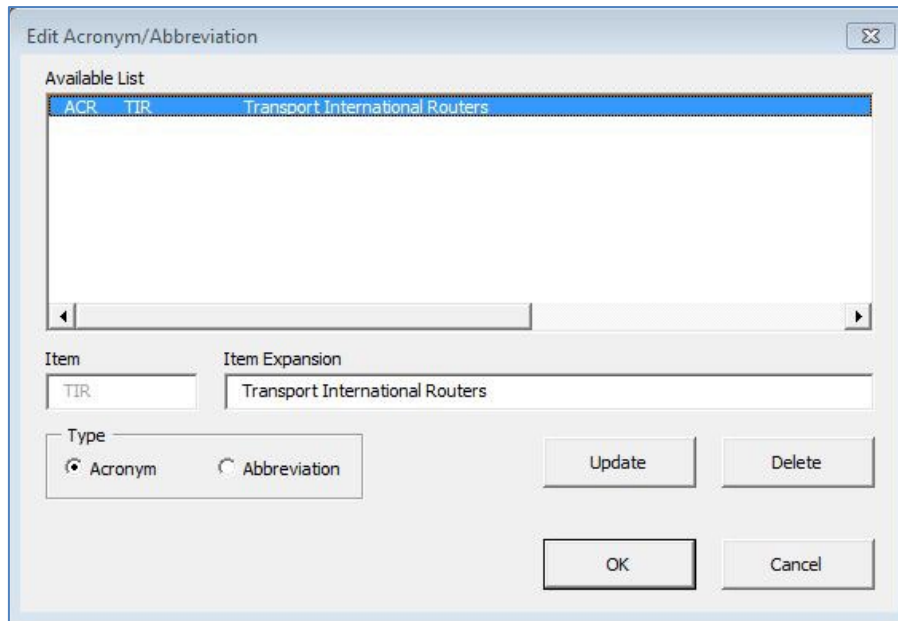 Edit Acronym/Abbreviation
Available List
ACR TIR Transport International Routers
Item Item Expansion
TIR Transport International Routers
Type
Acronym Abbreviation Update Delete
OK Cancel